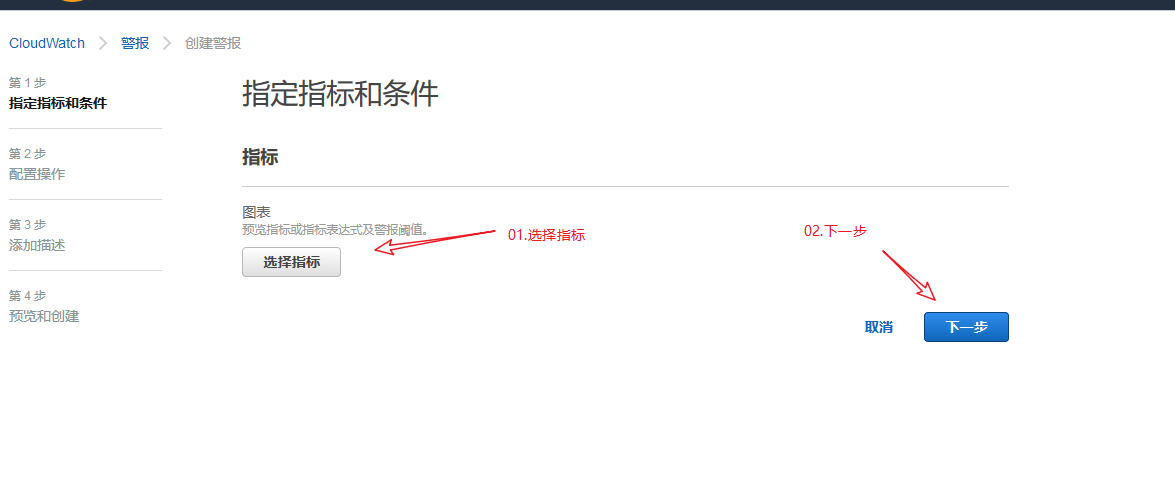 CloudWatch 警报 创建警报
第 1 步
指定指标和条件
第 2 步
配置操作
第 3 步
添加描述
第 4 步
预览和创建
指定指标和条件
指标
图表
预览指标或指标表达式及警报阈值。
选择指标
01.选择指标
02.下一步
取消
下一步